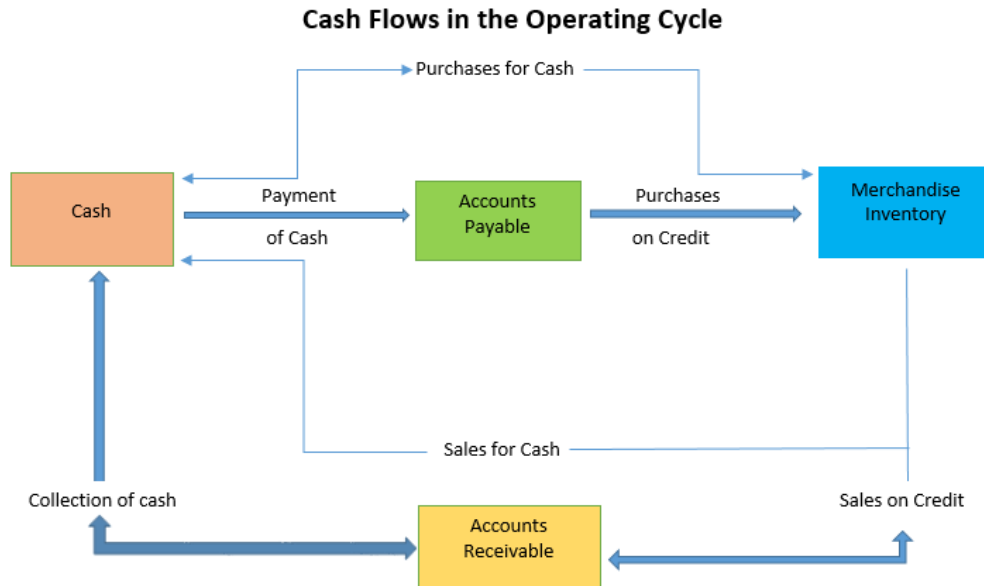 Cash Flows in the Operating Cycle
Purchases for Cash
Cash
Payment
of Cash
Accounts
Payable
Purchases
on Credit
Merchandise
Inventory
Sales for Cash
Collection of cash
Sales on Credit
Accounts
Receivable